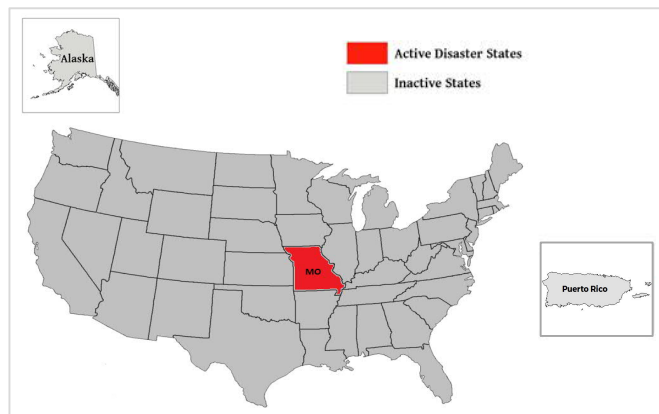 Alaska
Active Disaster States
Inactive States
MO
Puerto Rico